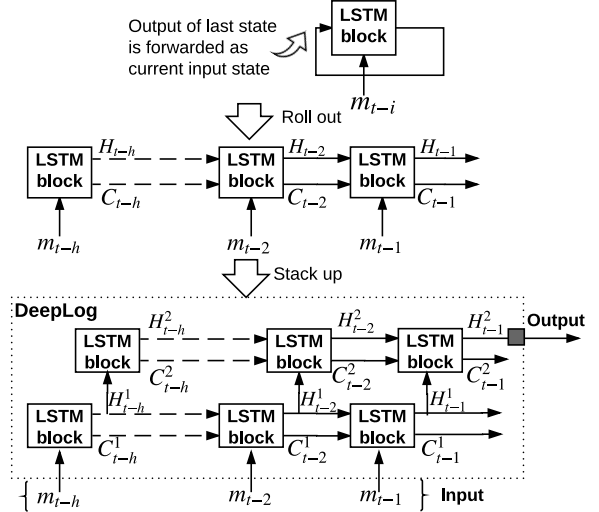 Output of last state
is forwarded as
current input state
LSTM
block
m_{t-i}
Roll out
LSTM
block
H_{t-h}
C_{t-h}
LSTM
block
H_{t-2}
C_{t-2}
LSTM
block
H_{t-1}
C_{t-1}
m_{t-h}
m_{t-2}
m_{t-1}
Stack up
DeepLog
LSTM
block
H^2_{t-h}
C^2_{t-h}
LSTM
block
H^2_{t-2}
C^2_{t-2}
LSTM
block
H^2_{t-1}
C^2_{t-1}
Output
LSTM
block
H^1_{t-h}
C^1_{t-h}
LSTM
block
H^1_{t-2}
C^1_{t-2}
LSTM
block
H^1_{t-1}
C^1_{t-1}
{ m_{t-h}
m_{t-2}
m_{t-1} }
Input